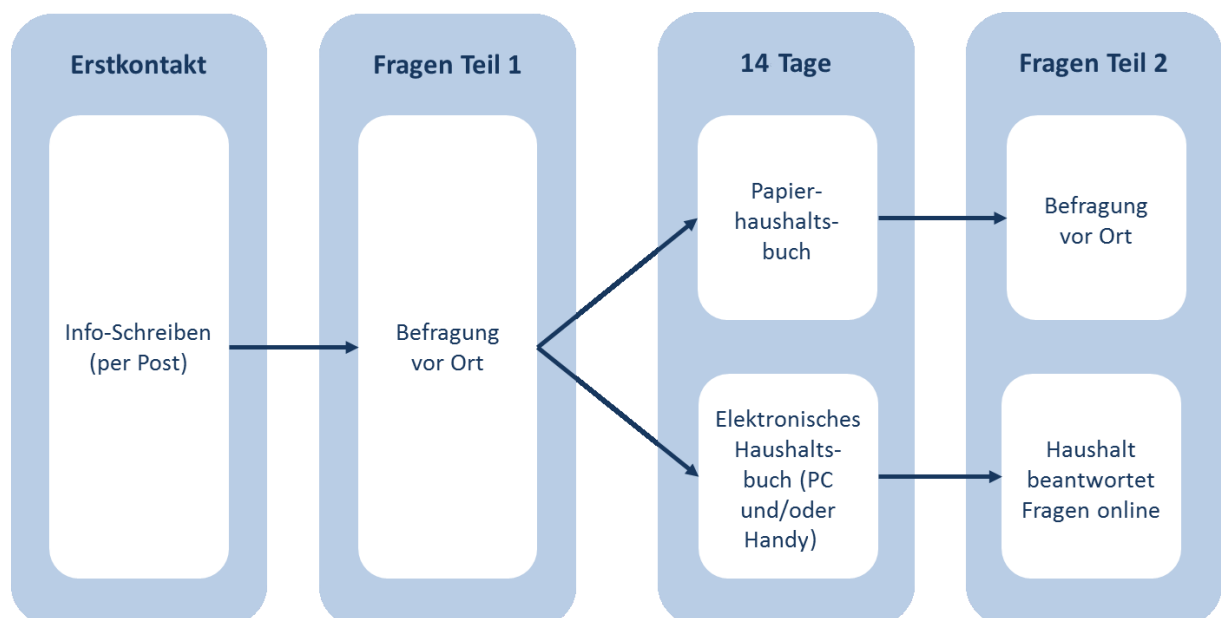 Erstkontakt
Info-Schreiben
(per Post)
Fragen Teil 1
Befragung
vor Ort
14 Tage
Papier-
haushalts-
buch
Elektronisches
Haushalts-
buch (PC
und/oder
Handy)
Fragen Teil 2
Befragung
vor Ort
Haushalt
beantwortet
Fragen online